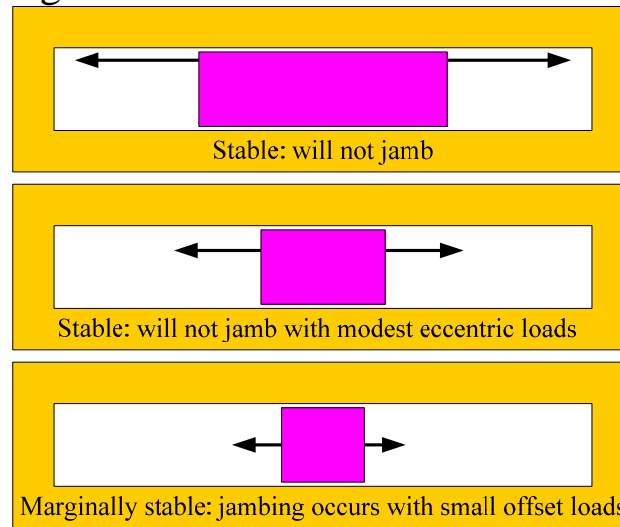 Stable: will not jamb
Stable: will not jamb with modest eccentric loads
Marginally stable: jambing occurs with small offset loads